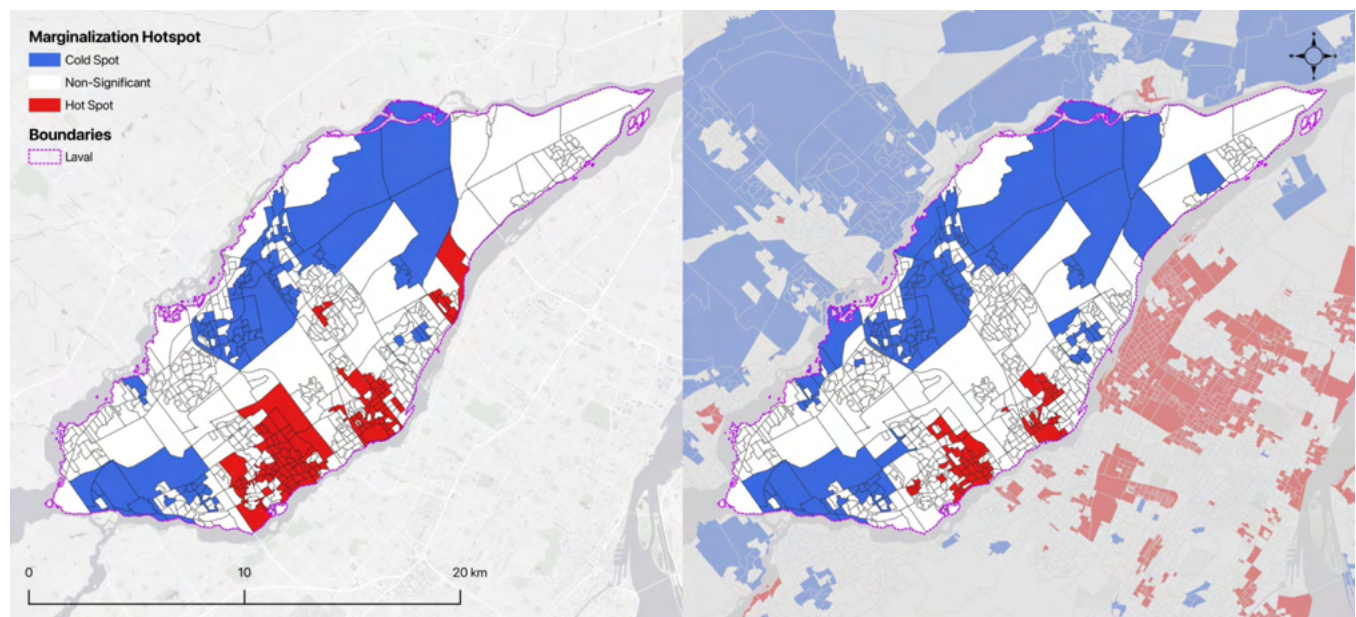 Marginalization Hotspot
Cold Spot
Non-Significant
Hot Spot
Boundaries
Laval
0 10 20 km